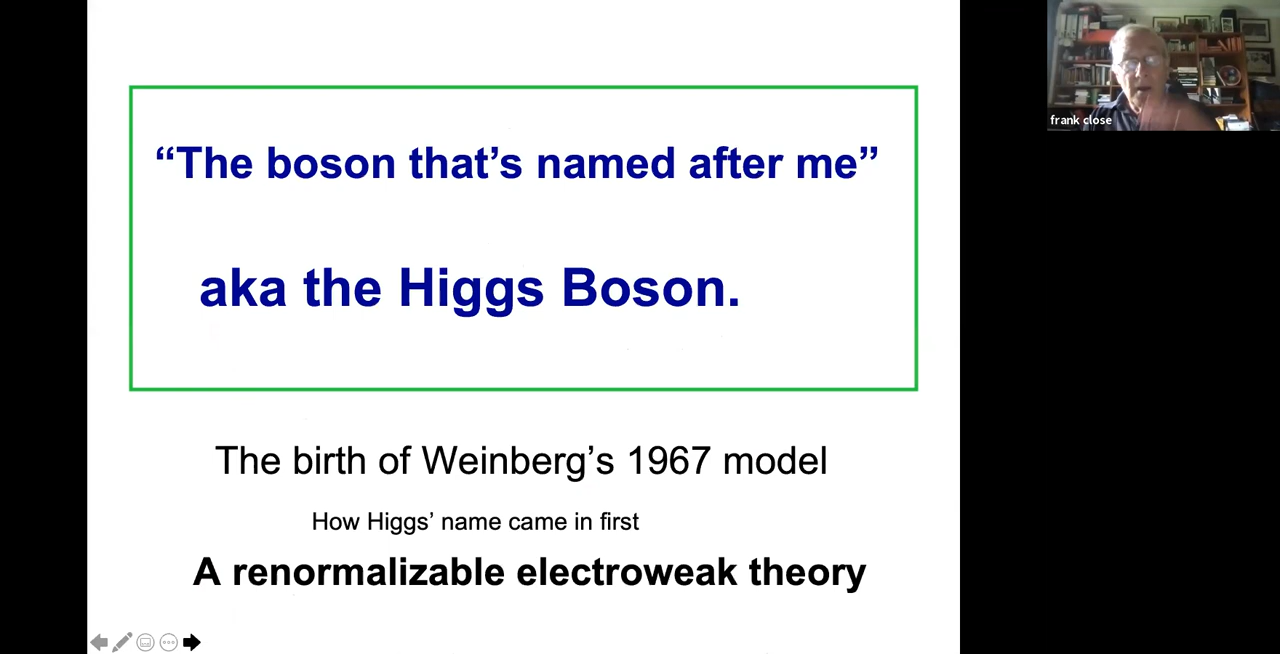 “The boson that’s named after me”
aka the Higgs Boson.
The birth of Weinberg’s 1967 model
How Higgs’ name came in first
A renormalizable electroweak theory
frank close